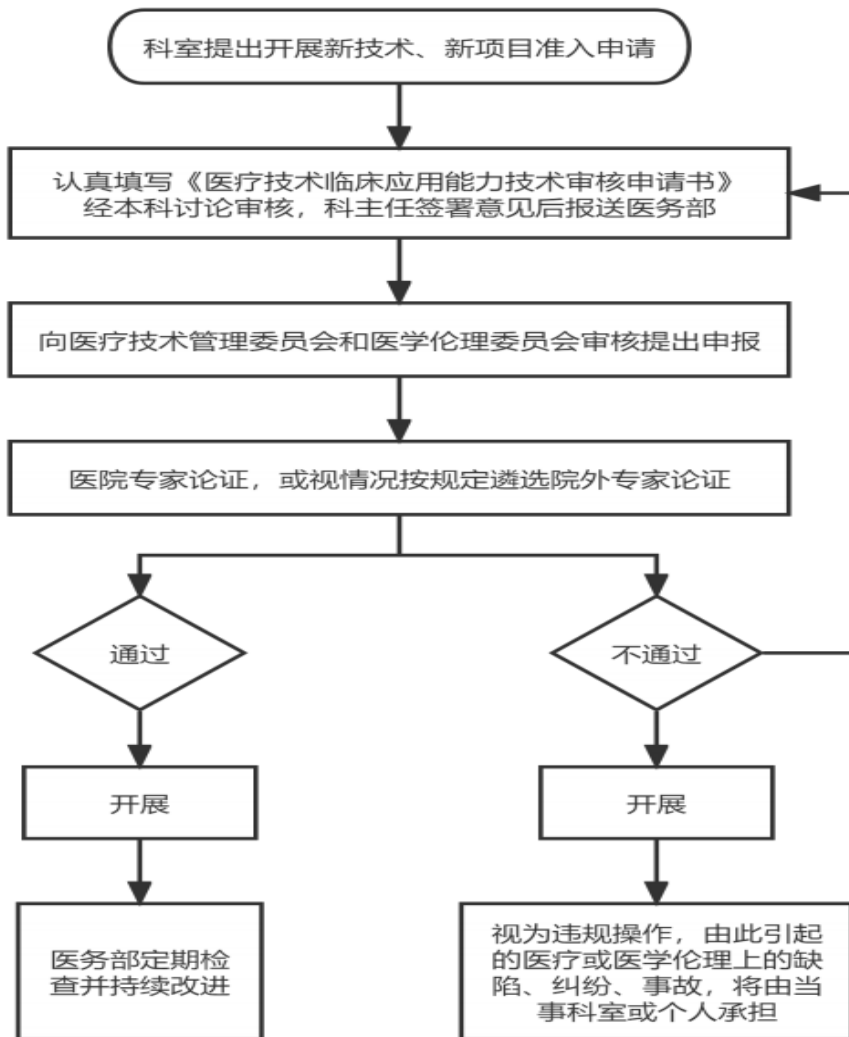 科室提出开展新技术、新项目准入申请
认真填写《医疗技术临床应用能力技术审核申请书》
经本科讨论审核，科主任签署意见后报送医务部
向医疗技术管理委员会和医学伦理委员会审核提出申报
医院专家论证，或视情况按规定遴选院外专家论证
通过
不通过
开展
开展
医务部定期检
查并持续改进
视为违规操作，由此引起
的医疗或医学伦理上的缺
陷、纠纷、事故，将由当
事科室或个人承担